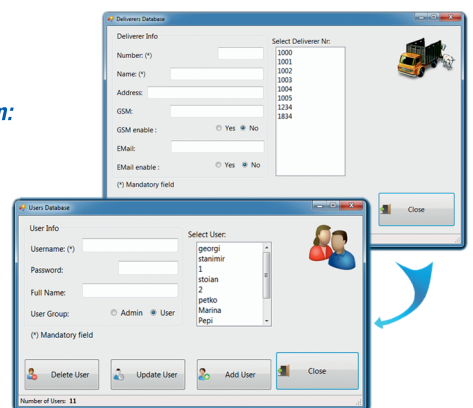 Deliverers Database
Deliverer Info
Select Deliverer Nr:
Number: (*)
Name: (*)
Address:
GSM:
GSM enable :
Yes
No
EMail:
EMail enable :
Yes
No
(*) Mandatory field
1000
1001
1002
1003
1004
1005
1234
1834
Close
Users Database
User Info
Select User:
Username: (*)
Password:
Full Name:
User Group:
Admin
User
(*) Mandatory field
georgi
stanimir
1
stoian
2
petko
Marina
Pepi
Delete User
Update User
Add User
Close
Number of Users: 11